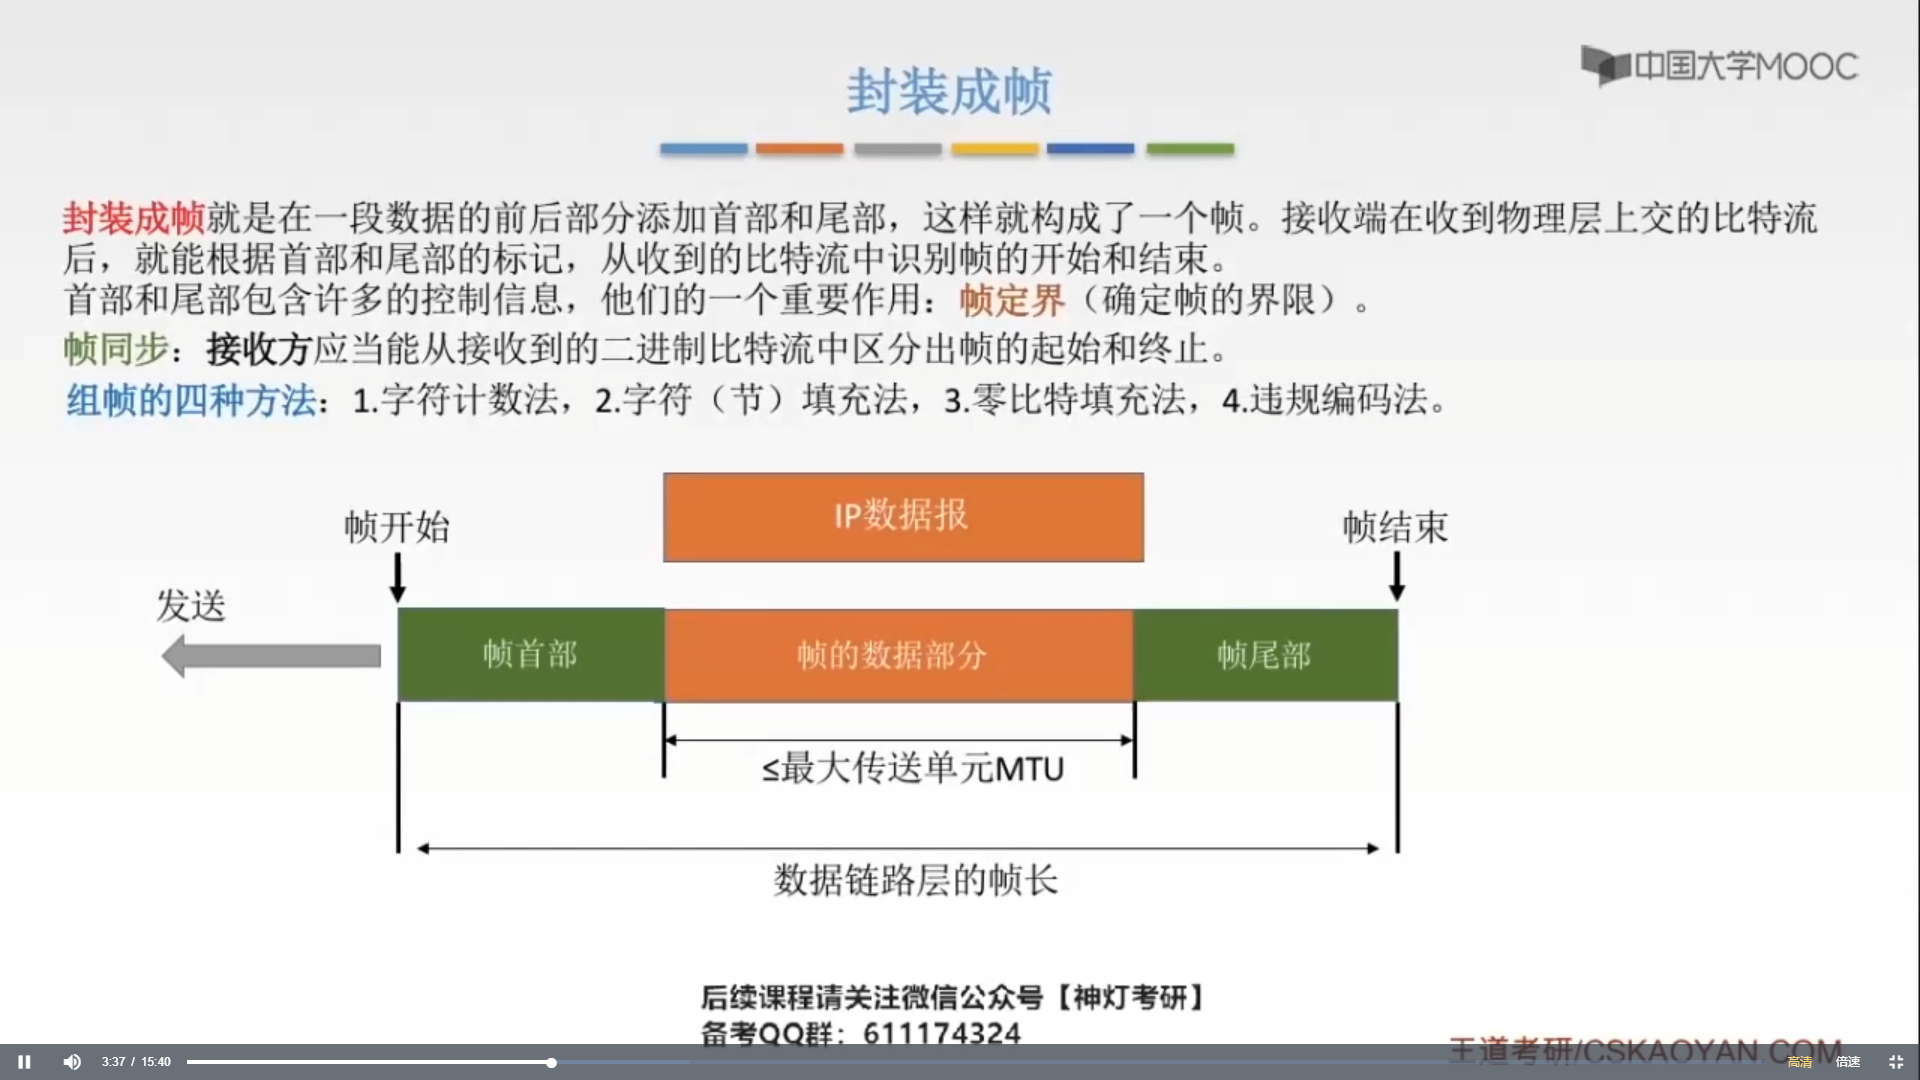 中国大学MOOC
封装成帧
封装成帧就是在一段数据的前后部分添加首部和尾部，这样就构成了一个帧。接收端在收到物理层上交的比特流
后，就能根据首部和尾部的标记，从收到的比特流中识别帧的开始和结束。
首部和尾部包含许多的控制信息，他们的一个重要作用：帧定界（确定帧的界限）。
帧同步：接收方应当能从接收到的二进制比特流中区分出帧的起始和终止。
组帧的四种方法：1.字符计数法，2.字符（节）填充法，3.零比特填充法，4.违规编码法。
IP数据报
帧开始
帧结束
发送
帧首部
帧的数据部分
帧尾部
≤最大传送单元MTU
数据链路层的帧长
后续课程请关注微信公众号【神灯考研】
备考QQ群：611174324
王道考研/CSKAOYAN.COM
3:37 / 15:40
高清
倍速